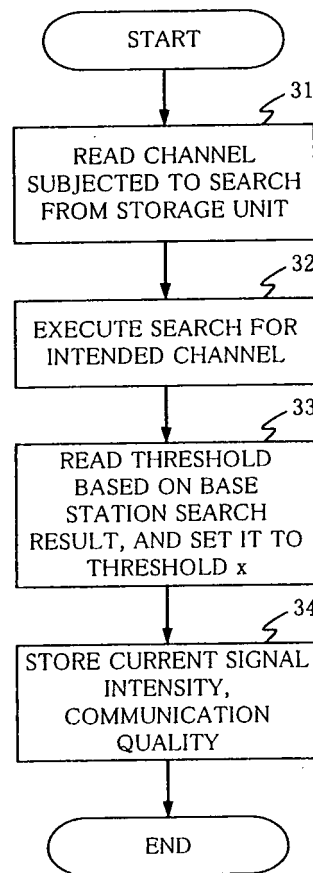 START
31
READ CHANNEL
SUBJECTED TO SEARCH
FROM STORAGE UNIT
32
EXECUTE SEARCH FOR
INTENDED CHANNEL
33
READ THRESHOLD
BASED ON BASE
STATION SEARCH
RESULT, AND SET IT TO
THRESHOLD x
34
STORE CURRENT SIGNAL
INTENSITY,
COMMUNICATION
QUALITY
END